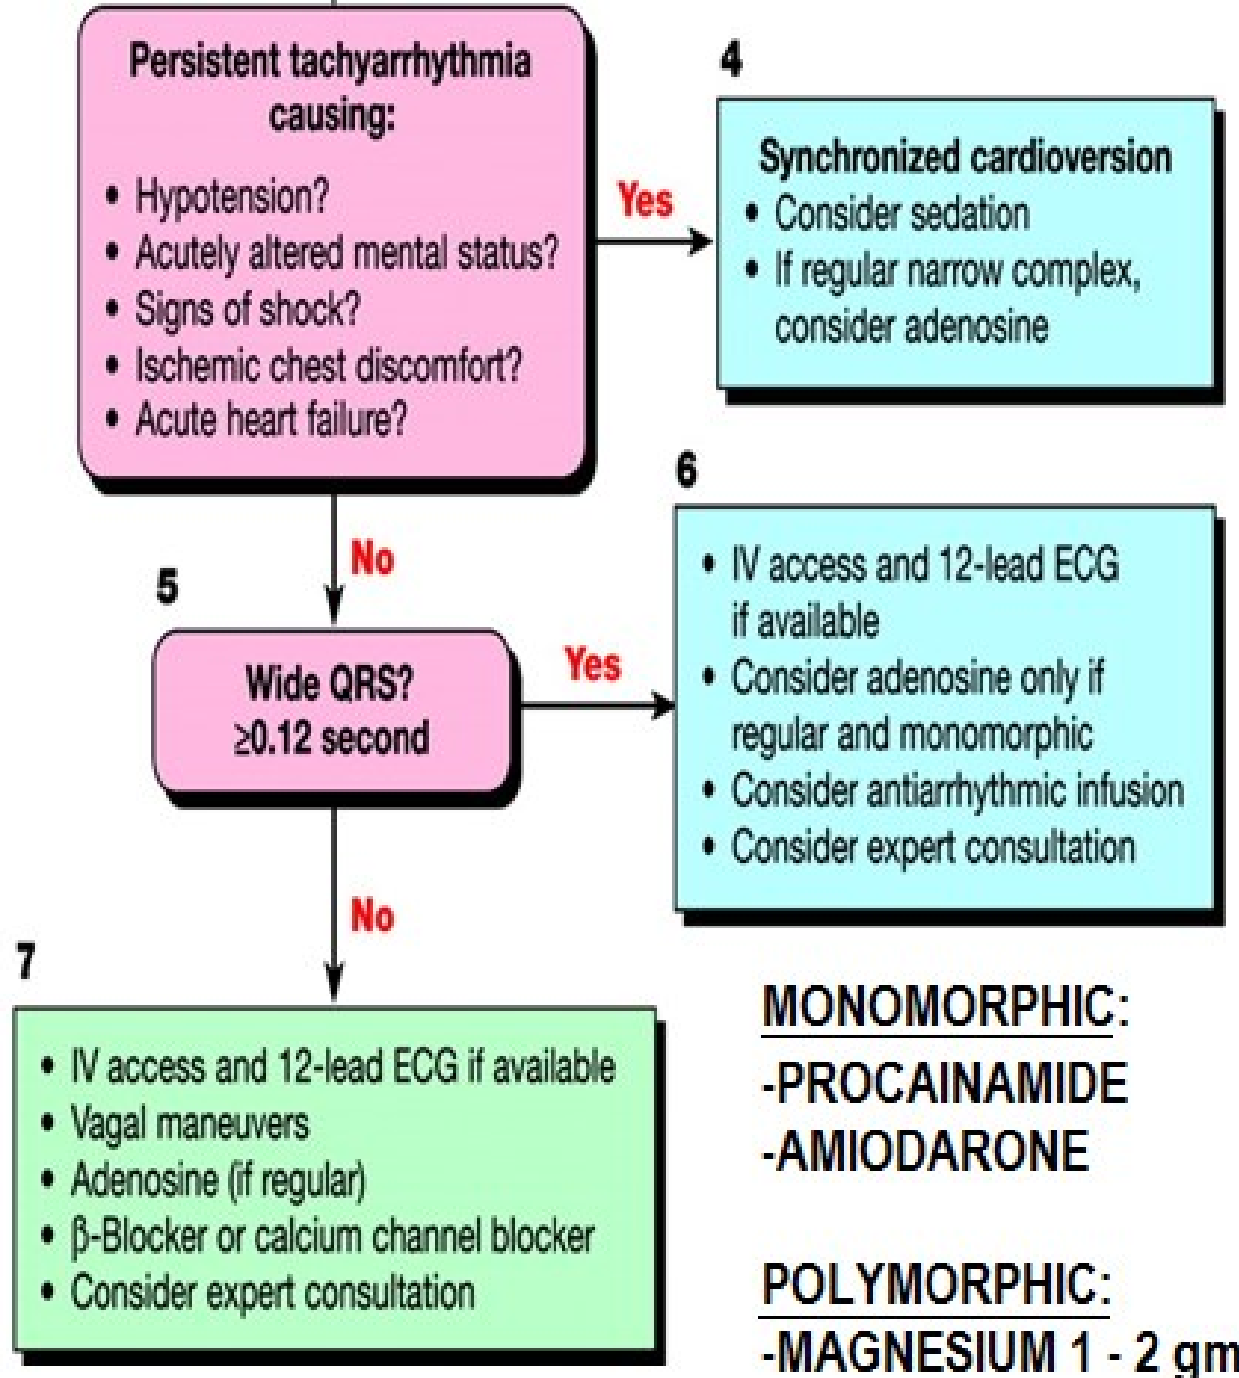 Persistent tachyarrhythmia
causing:
• Hypotension?
• Acutely altered mental status?
• Signs of shock?
• Ischemic chest discomfort?
• Acute heart failure?
Yes
4
Synchronized cardioversion
• Consider sedation
• If regular narrow complex,
consider adenosine
No
5
Wide QRS?
≥0.12 second
Yes
6
• IV access and 12-lead ECG
if available
• Consider adenosine only if
regular and monomorphic
• Consider antiarrhythmic infusion
• Consider expert consultation
No
7
• IV access and 12-lead ECG if available
• Vagal maneuvers
• Adenosine (if regular)
• β-Blocker or calcium channel blocker
• Consider expert consultation
MONOMORPHIC:
-PROCAINAMIDE
-AMIODARONE
POLYMORPHIC:
-MAGNESIUM 1 - 2 gm